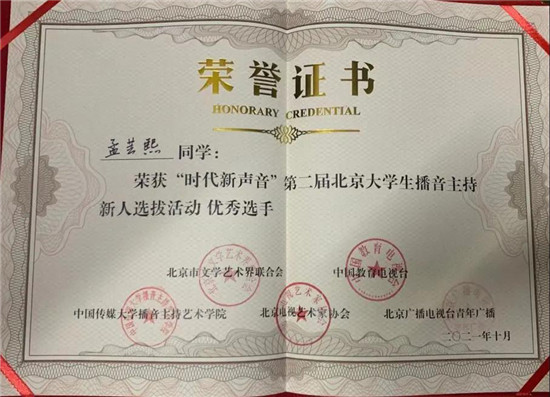 荣誉证书
HONORARY CREDENTIAL
孟芸熙 同学：
荣获“时代新声音”第二届北京大学生播音主持
新人选拔活动 优秀选手
北京市文学艺术界联合会 中国教育电视台
中国传媒大学播音主持艺术学院 北京电视艺术家协会 北京广播电视台青年广播
二〇二一年十月